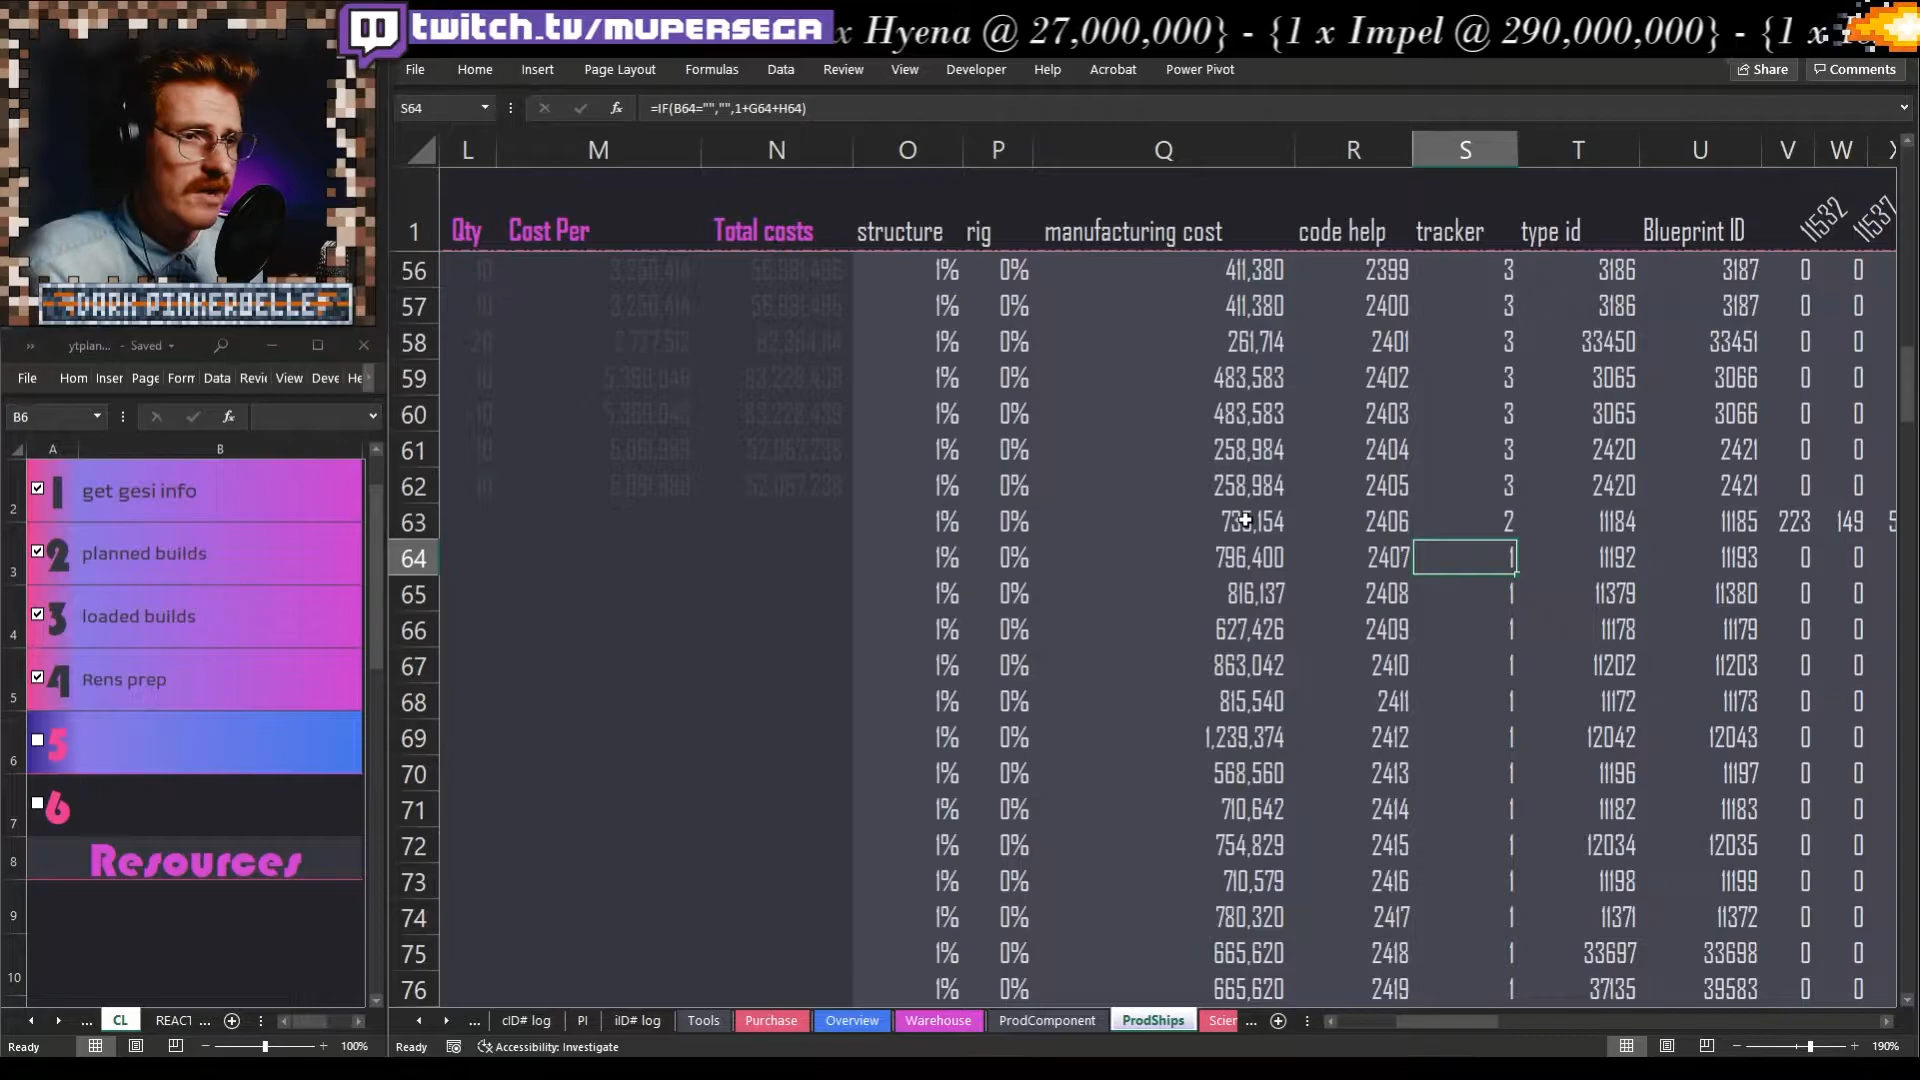 twitch.tv/mupersega
x Hyena @ 27,000,000} - {1 x Impel @ 290,000,000} - {1 x
File Home Insert Page Layout Formulas Data Review View Developer Help Acrobat Power Pivot Share Comments
S64 fx =IF(B64="","",1+G64+H64)
L M N O P Q R S T U V W X
1 Qty Cost Per Total costs structure rig manufacturing cost code help tracker type id Blueprint ID 11532 11537
56 1% 0% 411,380 2399 3 3186 3187 0 0
57 1% 0% 411,380 2400 3 3186 3187 0 0
58 1% 0% 261,714 2401 3 33450 33451 0 0
59 1% 0% 483,583 2402 3 3065 3066 0 0
60 1% 0% 483,583 2403 3 3065 3066 0 0
61 1% 0% 258,984 2404 3 2420 2421 0 0
62 1% 0% 258,984 2405 3 2420 2421 0 0
63 1% 0% 2406 2 11184 11185 223 149 5
64 1% 0% 796,400 2407 1 11192 11193 0 0
65 1% 0% 816,137 2408 1 11379 11380 0 0
66 1% 0% 627,426 2409 1 11178 11179 0 0
67 1% 0% 863,042 2410 1 11202 11203 0 0
68 1% 0% 815,540 2411 1 11172 11173 0 0
69 1% 0% 1,239,374 2412 1 12042 12043 0 0
70 1% 0% 568,560 2413 1 11196 11197 0 0
71 1% 0% 710,642 2414 1 11182 11183 0 0
72 1% 0% 754,829 2415 1 12034 12035 0 0
73 1% 0% 710,579 2416 1 11198 11199 0 0
74 1% 0% 780,320 2417 1 11371 11372 0 0
75 1% 0% 665,620 2418 1 33697 33698 0 0
76 1% 0% 665,620 2419 1 37135 39583 0 0
... cID# log PI iID# log Tools Purchase Overview Warehouse ProdComponent ProdShips Scier ...
Ready Accessibility: Investigate 190%
DARK PINKERBELLE
ytplan... - Saved
File Hom Inser Page Form Data Revi View Deve He
B6 fx
A B
2 1 get gesi info
3 2 planned builds
4 3 loaded builds
5 4 Rens prep
6 5
7 6
8 Resources
9
10
... CL REACT ...
Ready 100%